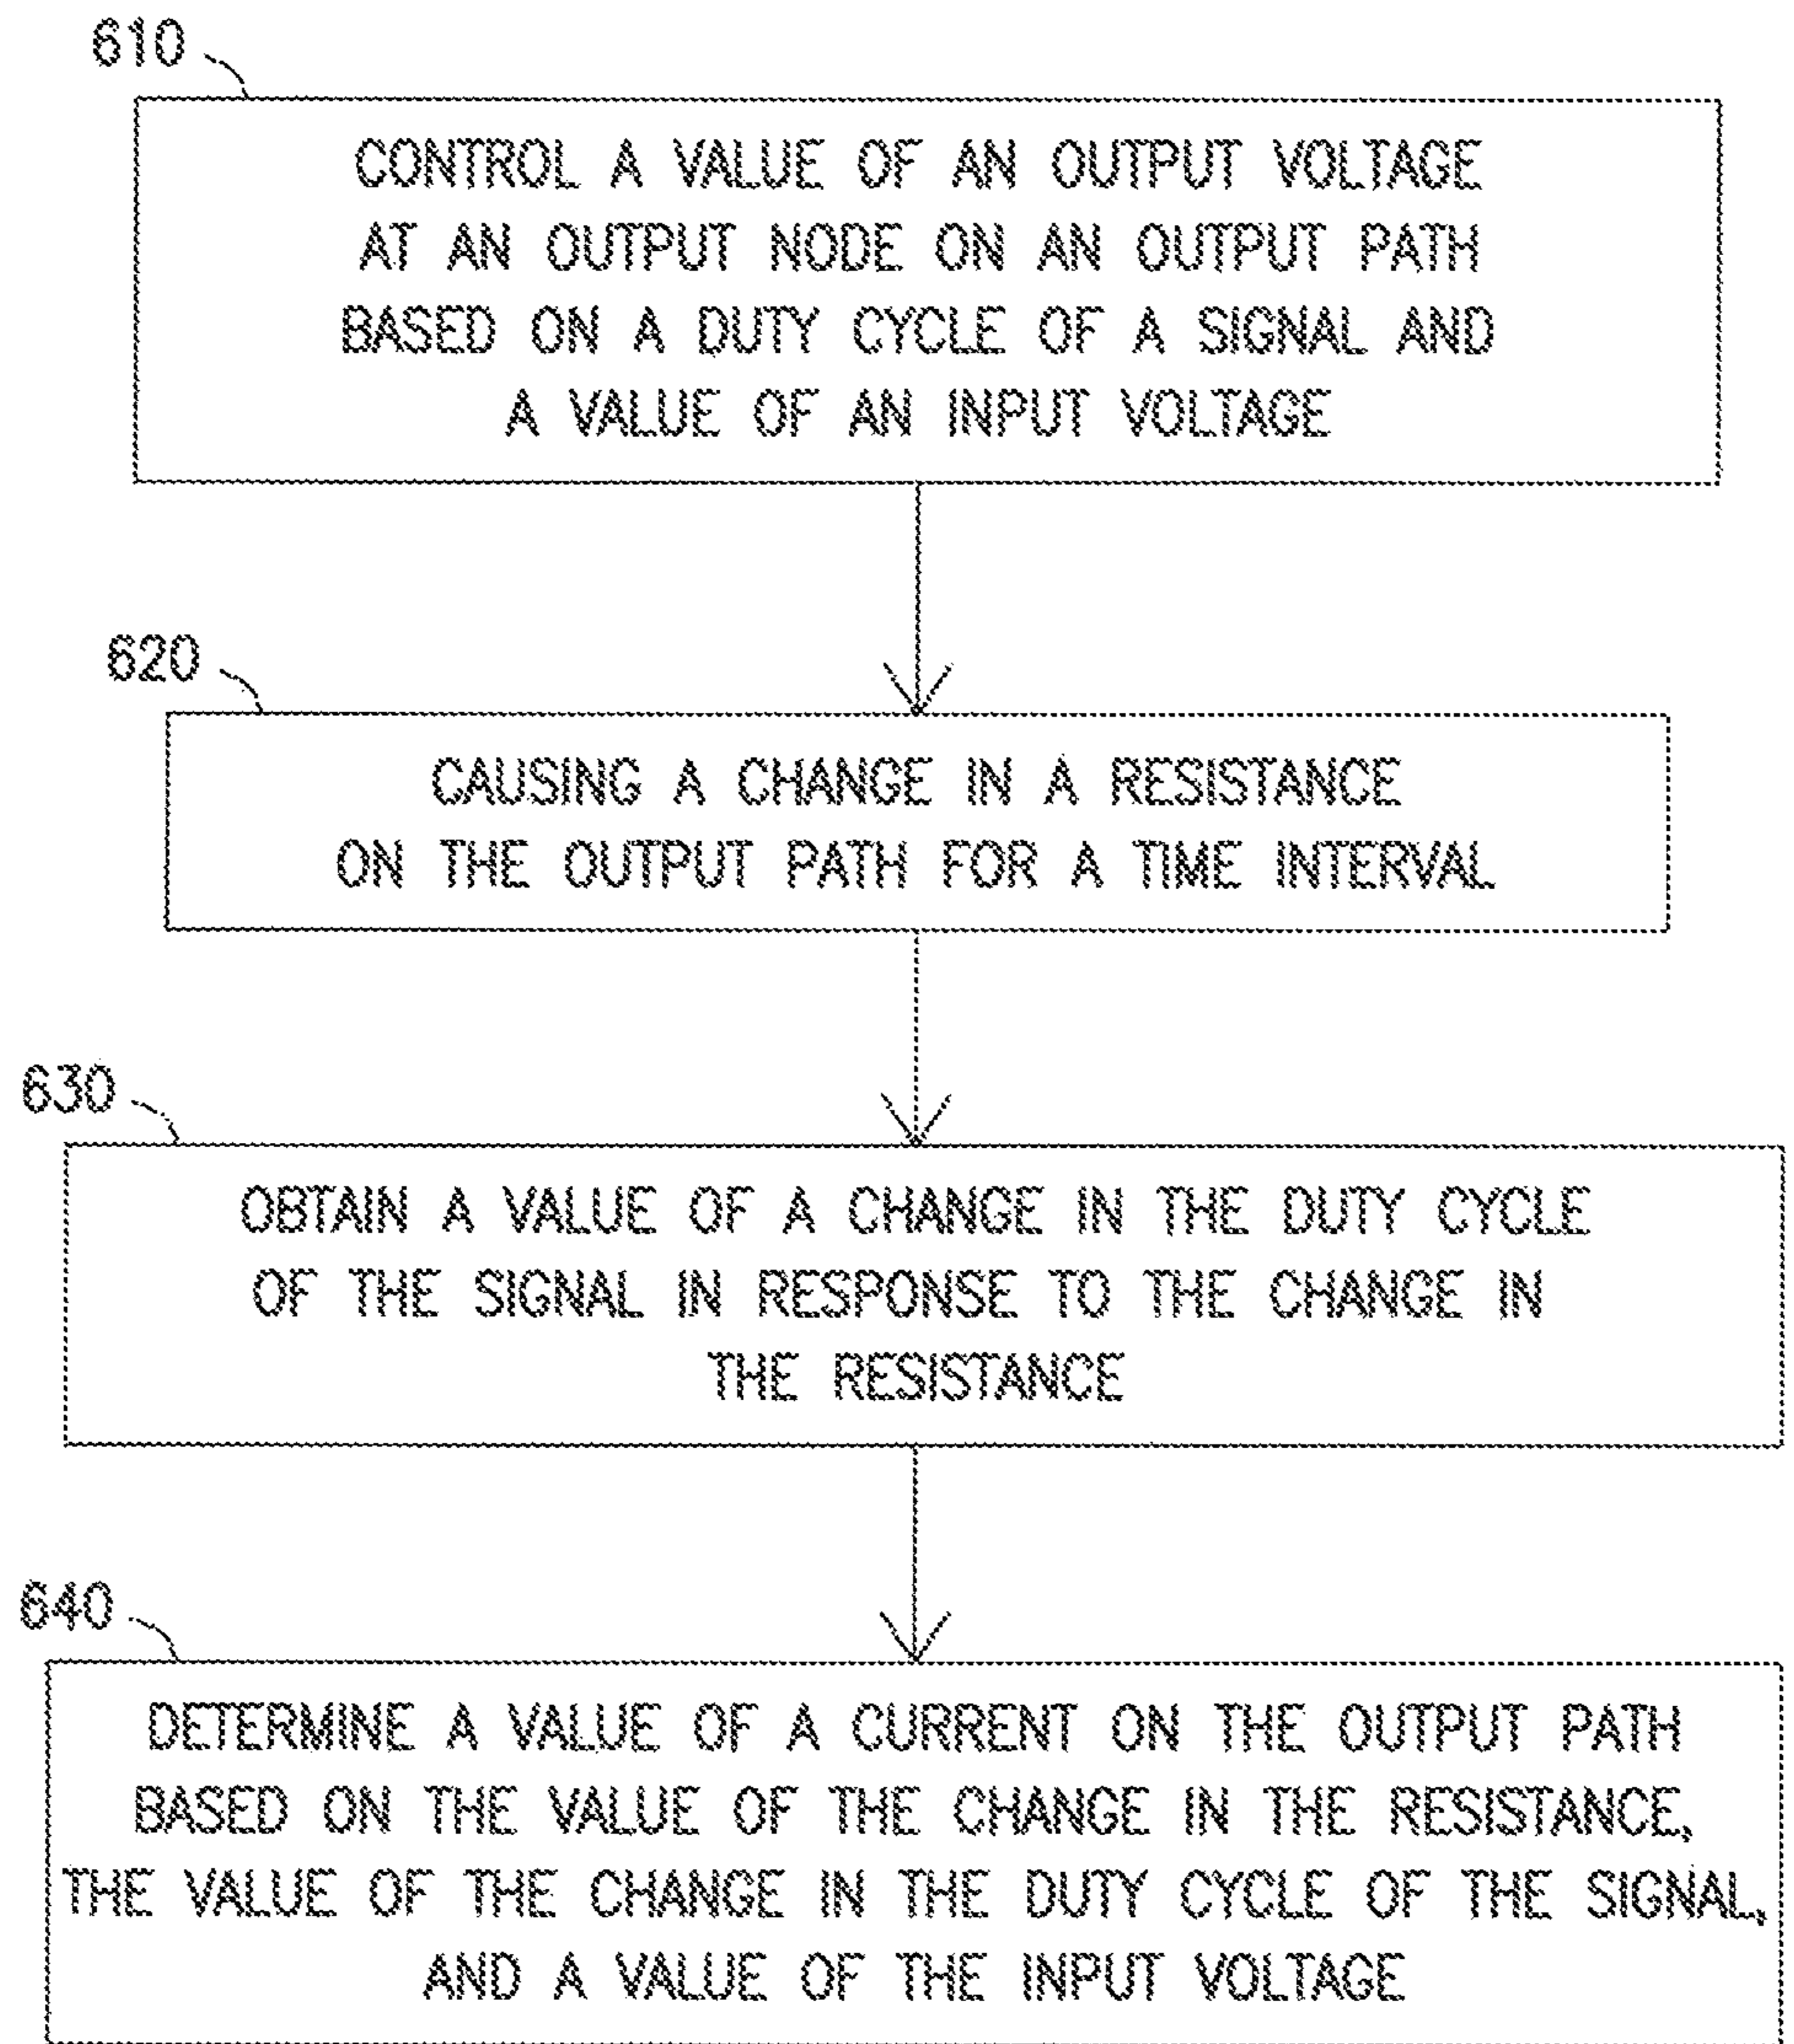 610
CONTROL A VALUE OF AN OUTPUT VOLTAGE
AT AN OUTPUT NODE ON AN OUTPUT PATH
BASED ON A DUTY CYCLE OF A SIGNAL AND
A VALUE OF AN INPUT VOLTAGE
620
CAUSING A CHANGE IN A RESISTANCE
ON THE OUTPUT PATH FOR A TIME INTERVAL
630
OBTAIN A VALUE OF A CHANGE IN THE DUTY CYCLE
OF THE SIGNAL IN RESPONSE TO THE CHANGE IN
THE RESISTANCE
640
DETERMINE A VALUE OF A CURRENT ON THE OUTPUT PATH
BASED ON THE VALUE OF THE CHANGE IN THE RESISTANCE,
THE VALUE OF THE CHANGE IN THE DUTY CYCLE OF THE SIGNAL,
AND A VALUE OF THE INPUT VOLTAGE